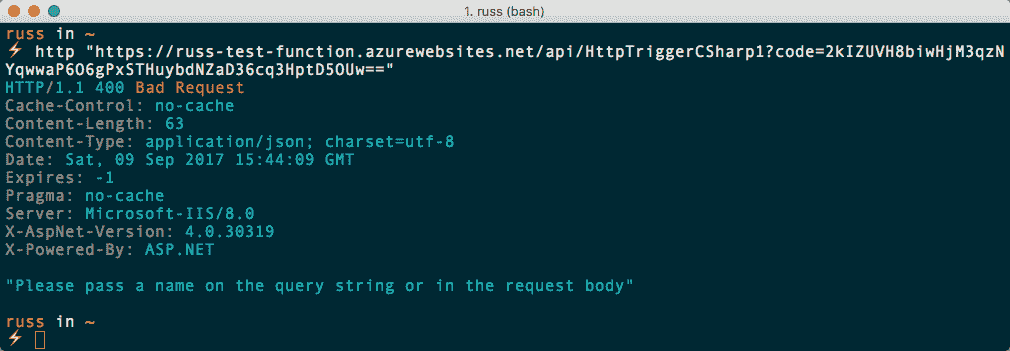 1. russ (bash)
russ in ~
⚡ http "https://russ-test-function.azurewebsites.net/api/HttpTriggerCSharp1?code=2kIZUVH8biwHjM3qzN
YqwwaP6O6gPxSTHuybdNZaD36cq3HptD5OUw=="
HTTP/1.1 400 Bad Request
Cache-Control: no-cache
Content-Length: 63
Content-Type: application/json; charset=utf-8
Date: Sat, 09 Sep 2017 15:44:09 GMT
Expires: -1
Pragma: no-cache
Server: Microsoft-IIS/8.0
X-AspNet-Version: 4.0.30319
X-Powered-By: ASP.NET
"Please pass a name on the query string or in the request body"
russ in ~
⚡